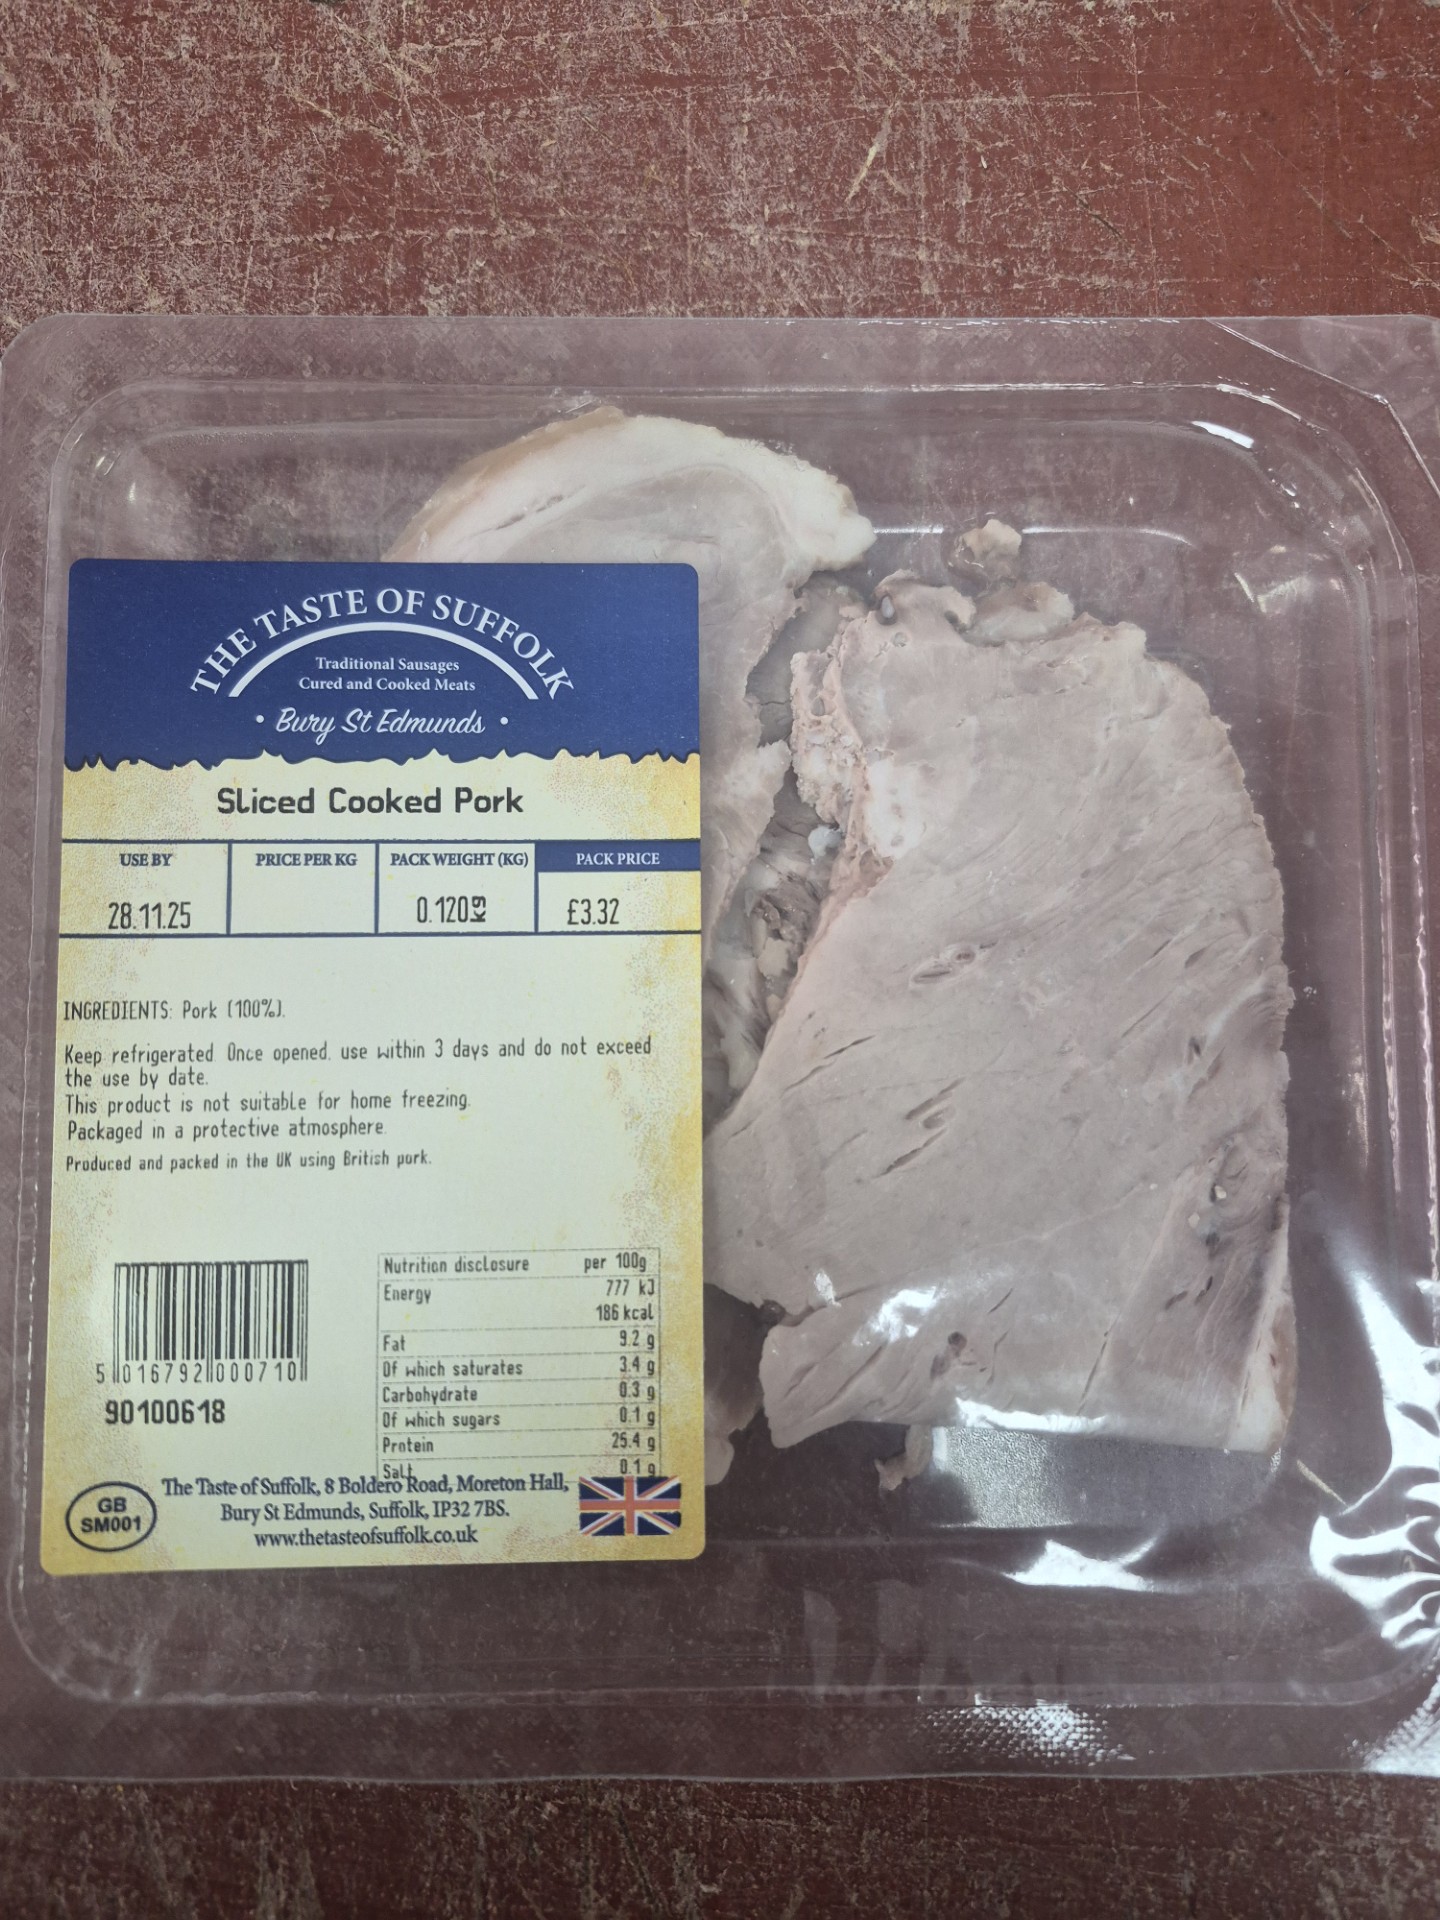 THE TASTE OF SUFFOLK
Traditional Sausages
Cured and Cooked Meats
• Bury St Edmunds •
Sliced Cooked Pork
USE BY
28.11.25
PRICE PER KG
PACK WEIGHT (KG)
0.120kg
PACK PRICE
£3.32
INGREDIENTS: Pork (100%).
Keep refrigerated. Once opened, use within 3 days and do not exceed
the use by date.
This product is not suitable for home freezing.
Packaged in a protective atmosphere.
Produced and packed in the UK using British pork.
5 016792 000710
90100618
Nutrition disclosure per 100g
Energy 777 kJ
186 kcal
Fat 9.2 g
Of which saturates 3.4 g
Carbohydrate 0.3 g
Of which sugars 0.1 g
Protein 25.4 g
Salt 0.1 g
GB
SM001
The Taste of Suffolk, 8 Boldero Road, Moreton Hall,
Bury St Edmunds, Suffolk, IP32 7BS.
www.thetasteofsuffolk.co.uk